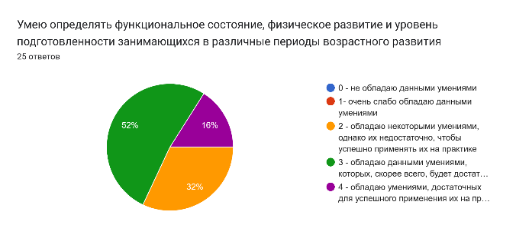 Умею определять функциональное состояние, физическое развитие и уровень
подготовленности занимающихся в различные периоды возрастного развития
25 ответов
0 - не обладаю данными умениями
1- очень слабо обладаю данными
умениями
2 - обладаю некоторыми умениями,
однако их недостаточно, чтобы
успешно применять их на практике
3 - обладаю данными умениями,
которых, скорее всего, будет достат…
4 - обладаю умениями, достаточных
для успешного применения их на пр…
52%
16%
32%